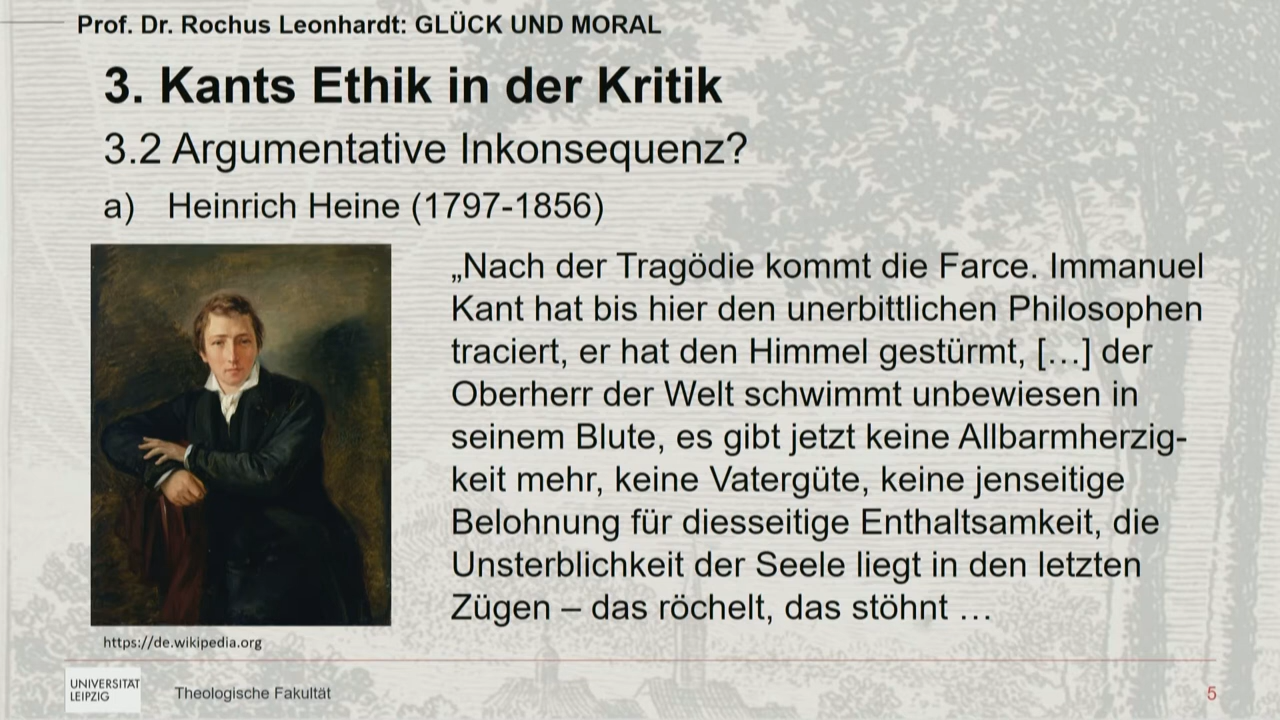 Prof. Dr. Rochus Leonhardt: GLÜCK UND MORAL
3. Kants Ethik in der Kritik
3.2 Argumentative Inkonsequenz?
a) Heinrich Heine (1797-1856)
„Nach der Tragödie kommt die Farce. Immanuel
Kant hat bis hier den unerbittlichen Philosophen
traciert, er hat den Himmel gestürmt, […] der
Oberherr der Welt schwimmt unbewiesen in
seinem Blute, es gibt jetzt keine Allbarmherzig-
keit mehr, keine Vatergüte, keine jenseitige
Belohnung für diesseitige Enthaltsamkeit, die
Unsterblichkeit der Seele liegt in den letzten
Zügen – das röchelt, das stöhnt …
https://de.wikipedia.org
UNIVERSITÄT
LEIPZIG
Theologische Fakultät
5